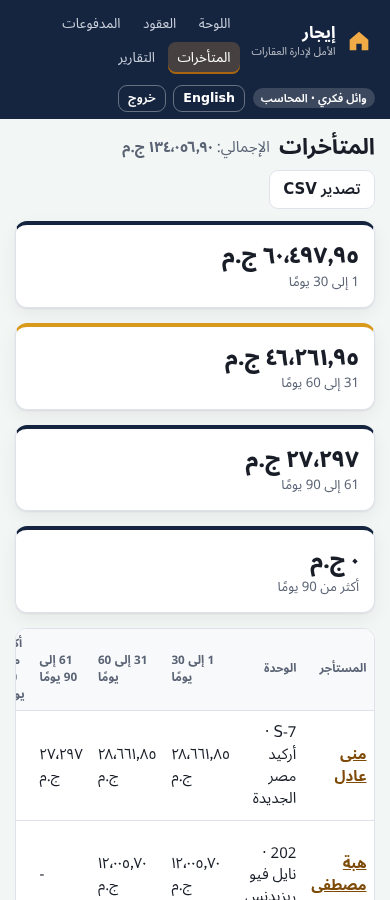 إيجار
الأمل لإدارة العقارات
اللوحة
العقود
المدفوعات
المتأخرات
التقارير
وائل فكري · المحاسب
English
خروج
المتأخرات
الإجمالي: ١٣٤،٠٥٦٫٩٠ ج.م
تصدير CSV
٦٠،٤٩٧٫٩٥ ج.م
1 إلى 30 يومًا
٤٦،٢٦١٫٩٥ ج.م
31 إلى 60 يومًا
٢٧،٢٩٧ ج.م
61 إلى 90 يومًا
٠ ج.م
أكثر من 90 يومًا
المستأجر
الوحدة
1 إلى 30
يومًا
31 إلى 60
يومًا
61 إلى
90 يومًا
منى
عادل
S-7 ·
أركيد
مصر
الجديدة
٢٨،٦٦١٫٨٥
ج.م
٢٨،٦٦١٫٨٥
ج.م
٢٧،٢٩٧
ج.م
هبة
مصطفى
202 ·
نايل فيو
ريزيدنس
١٢،٠٠٥٫٧٠
ج.م
١٢،٠٠٥٫٧٠
ج.م
-